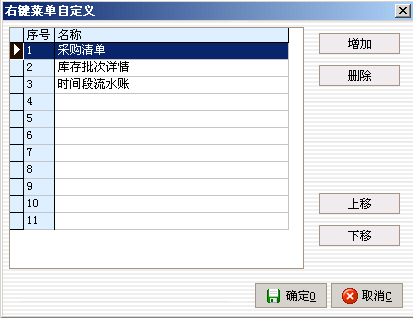 右键菜单自定义
序号 名称
1 采购清单
2 库存批次详情
3 时间段流水账
4
5
6
7
8
9
10
11
增加
删除
上移
下移
确定O 取消C